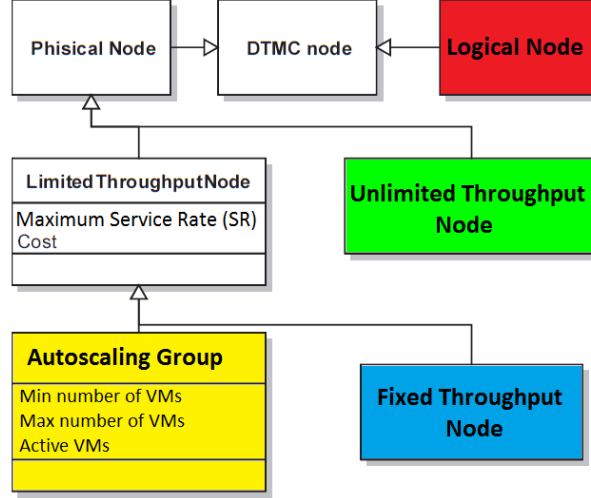 Phisical Node
DTMC node
Logical Node
LimitedThroughputNode
Maximum Service Rate (SR)
Cost
Unlimited Throughput
Node
Autoscaling Group
Min number of VMs
Max number of VMs
Active VMs
Fixed Throughput
Node